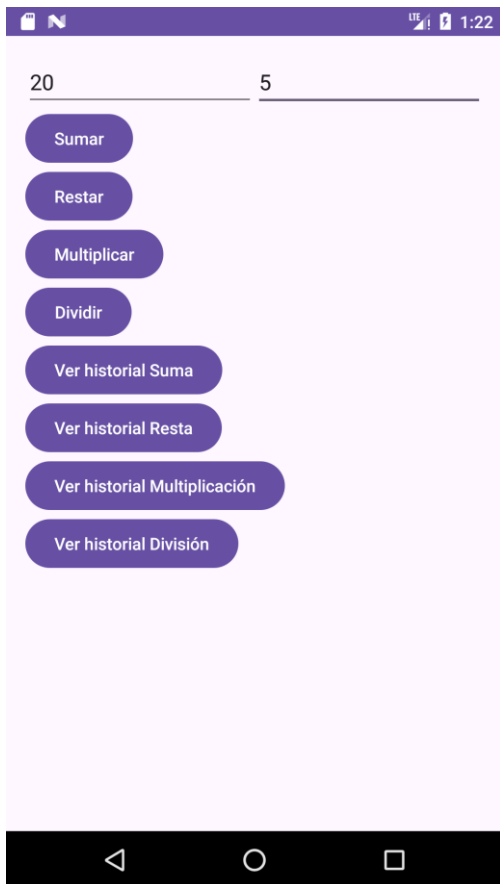 LTE 1:22
20 5
Sumar
Restar
Multiplicar
Dividir
Ver historial Suma
Ver historial Resta
Ver historial Multiplicación
Ver historial División